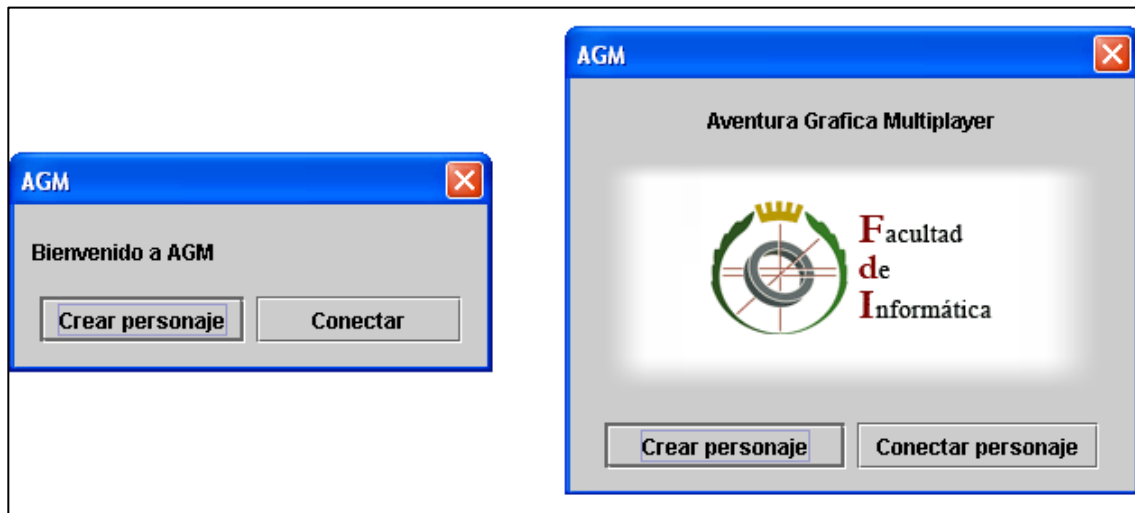 AGM
Bienvenido a AGM
Crear personaje Conectar
AGM
Aventura Grafica Multiplayer
Facultad
de
Informática
Crear personaje Conectar personaje